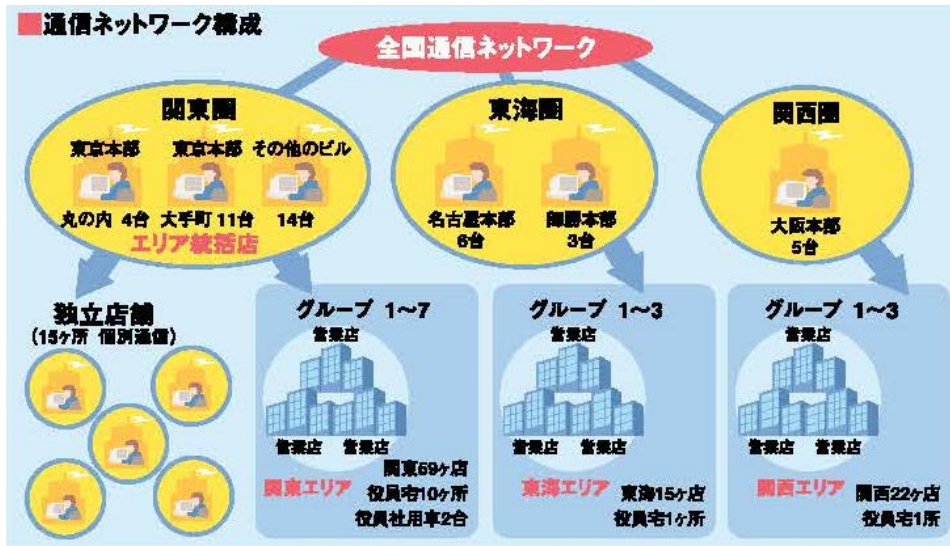 ■通信ネットワーク構成
全国通信ネットワーク
関東圏
東京本部 東京本部 その他のビル
丸の内 4台 大手町 11台 14台
エリア統活店
東海圏
名古屋本部
6台
御勝本部
3台
関西圏
大阪本部
5台
独立店舗
(15ヶ所 個別通信)
グループ 1〜7
営業店
営業店 営業店
関東エリア
関東69ヶ店
役員宅10ヶ所
役員社用車2台
グループ 1〜3
営業店
営業店 営業店
東海エリア
東海15ヶ店
役員宅1ヶ所
グループ 1〜3
営業店
営業店 営業店
関西エリア
関西22ヶ店
役員宅1所